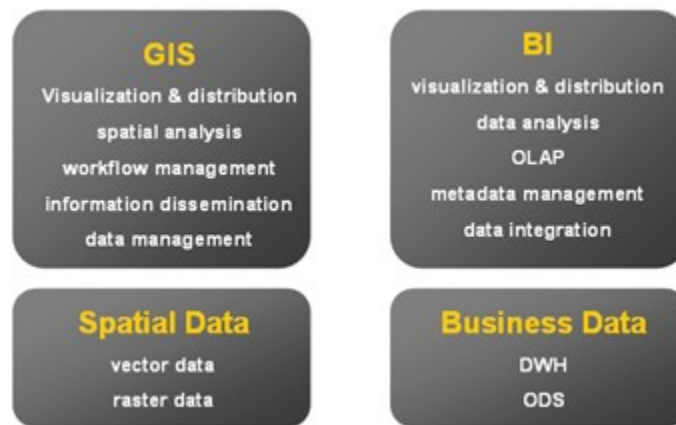 GIS
Visualization & distribution
spatial analysis
workflow management
information dissemination
data management
BI
visualization & distribution
data analysis
OLAP
metadata management
data integration
Spatial Data
vector data
raster data
Business Data
DWH
ODS